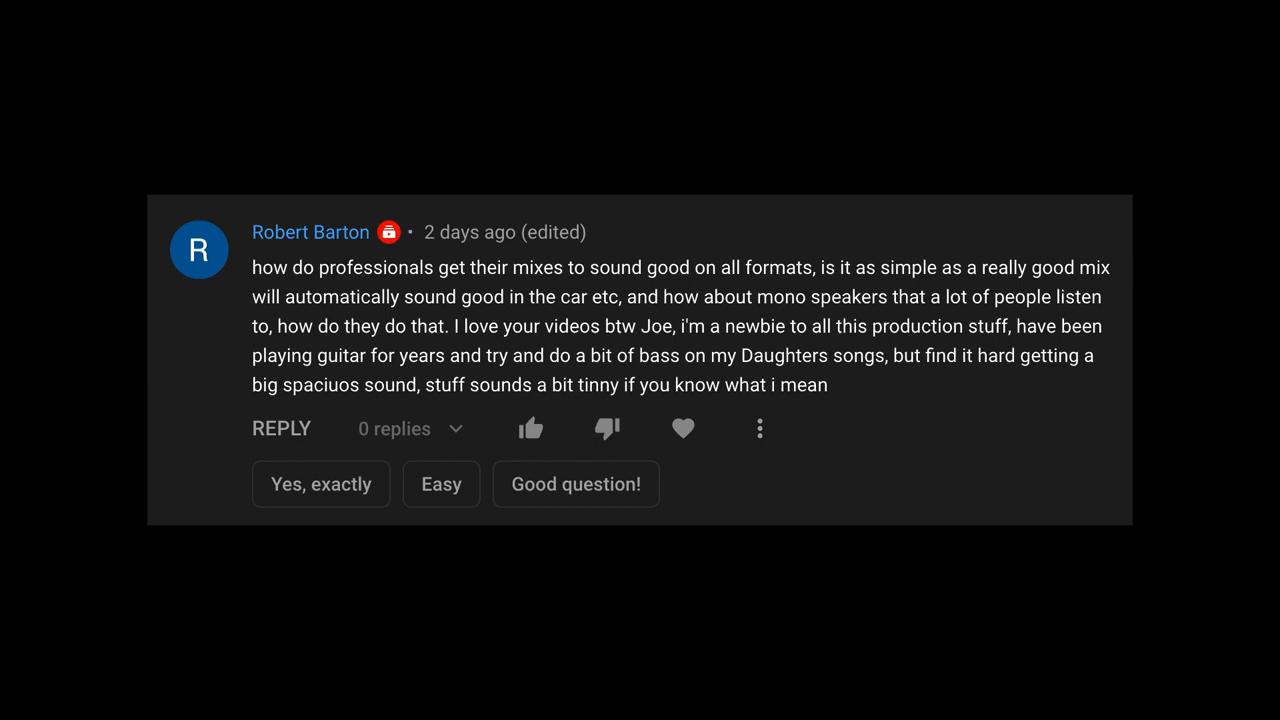 R
Robert Barton • 2 days ago (edited)
how do professionals get their mixes to sound good on all formats, is it as simple as a really good mix
will automatically sound good in the car etc, and how about mono speakers that a lot of people listen
to, how do they do that. I love your videos btw Joe, i'm a newbie to all this production stuff, have been
playing guitar for years and try and do a bit of bass on my Daughters songs, but find it hard getting a
big spaciuos sound, stuff sounds a bit tinny if you know what i mean
REPLY 0 replies
Yes, exactly Easy Good question!